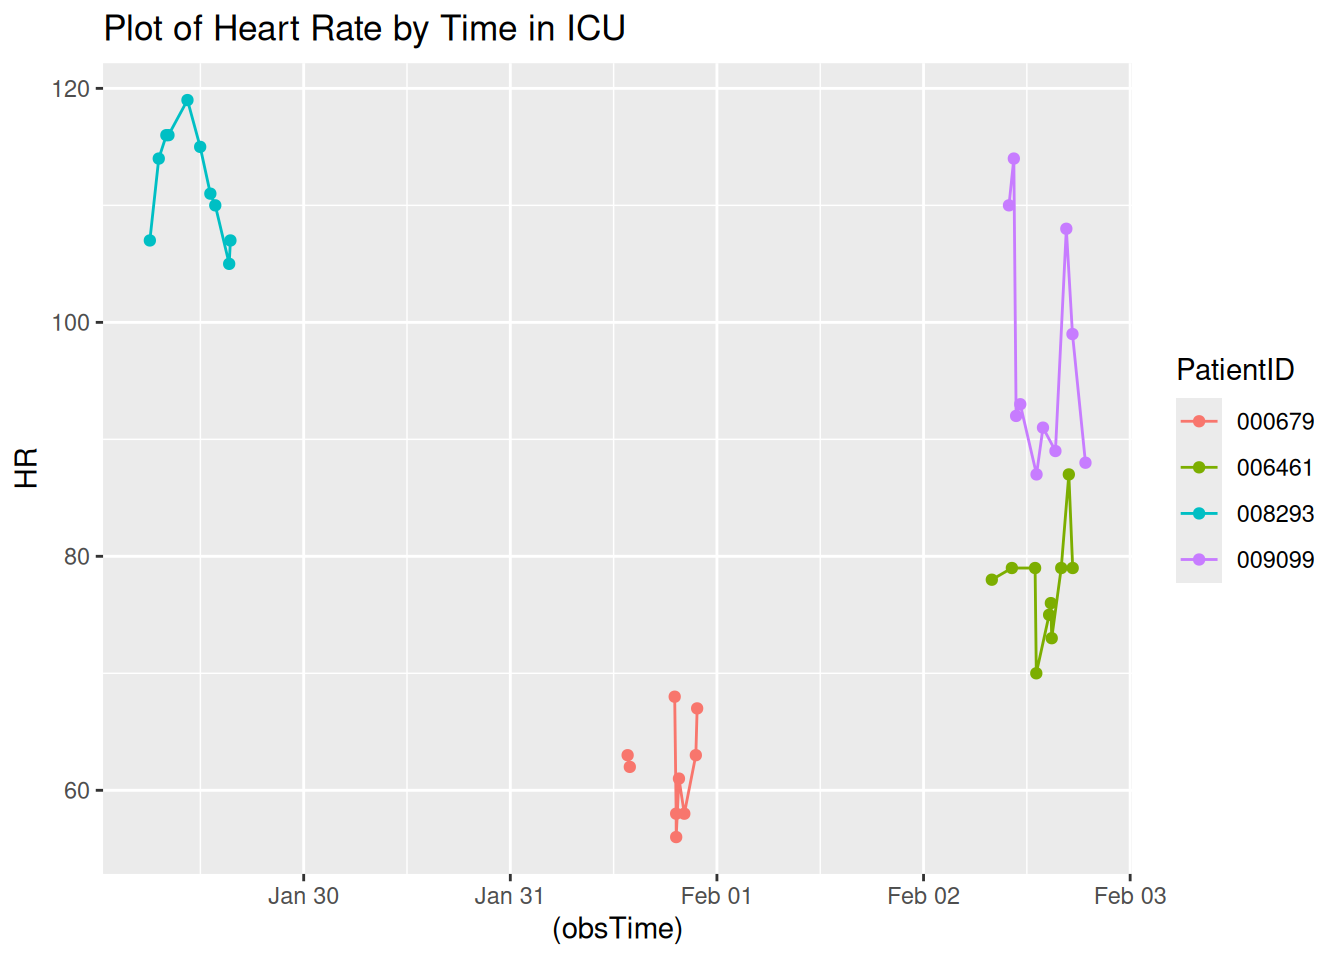 Plot of Heart Rate by Time in ICU
120
100
80
60
HR
Jan 30
Jan 31
Feb 01
Feb 02
Feb 03
(obsTime)
PatientID
000679
006461
008293
009099